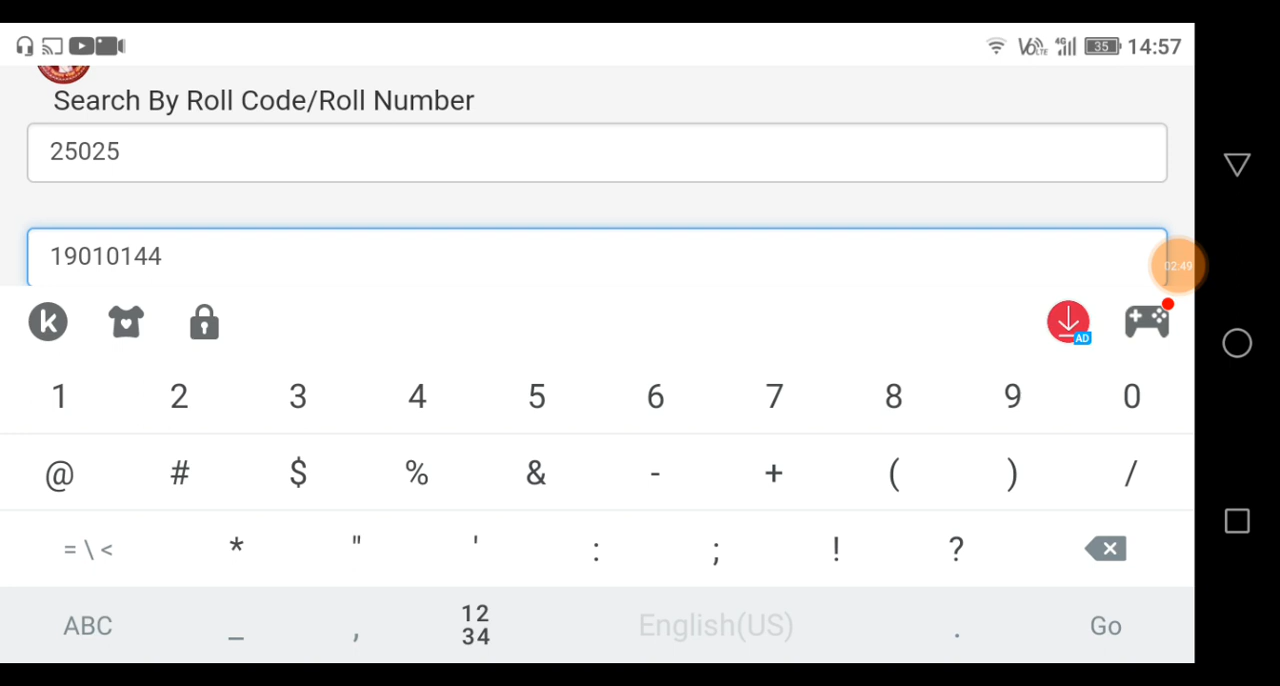 35 14:57
Search By Roll Code/Roll Number
25025
19010144
02:49
AD
1 2 3 4 5 6 7 8 9 0
@ # $ % & - + ( ) /
= \ < * " ' : ; ! ?
ABC _ , 12 34 English(US) . Go